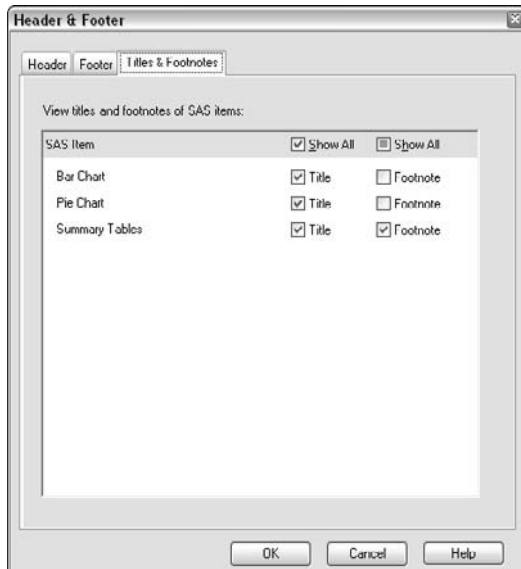 Header & Footer
Header Footer Titles & Footnotes
View titles and footnotes of SAS items:
SAS Item Show All Show All
Bar Chart Title Footnote
Pie Chart Title Footnote
Summary Tables Title Footnote
OK Cancel Help